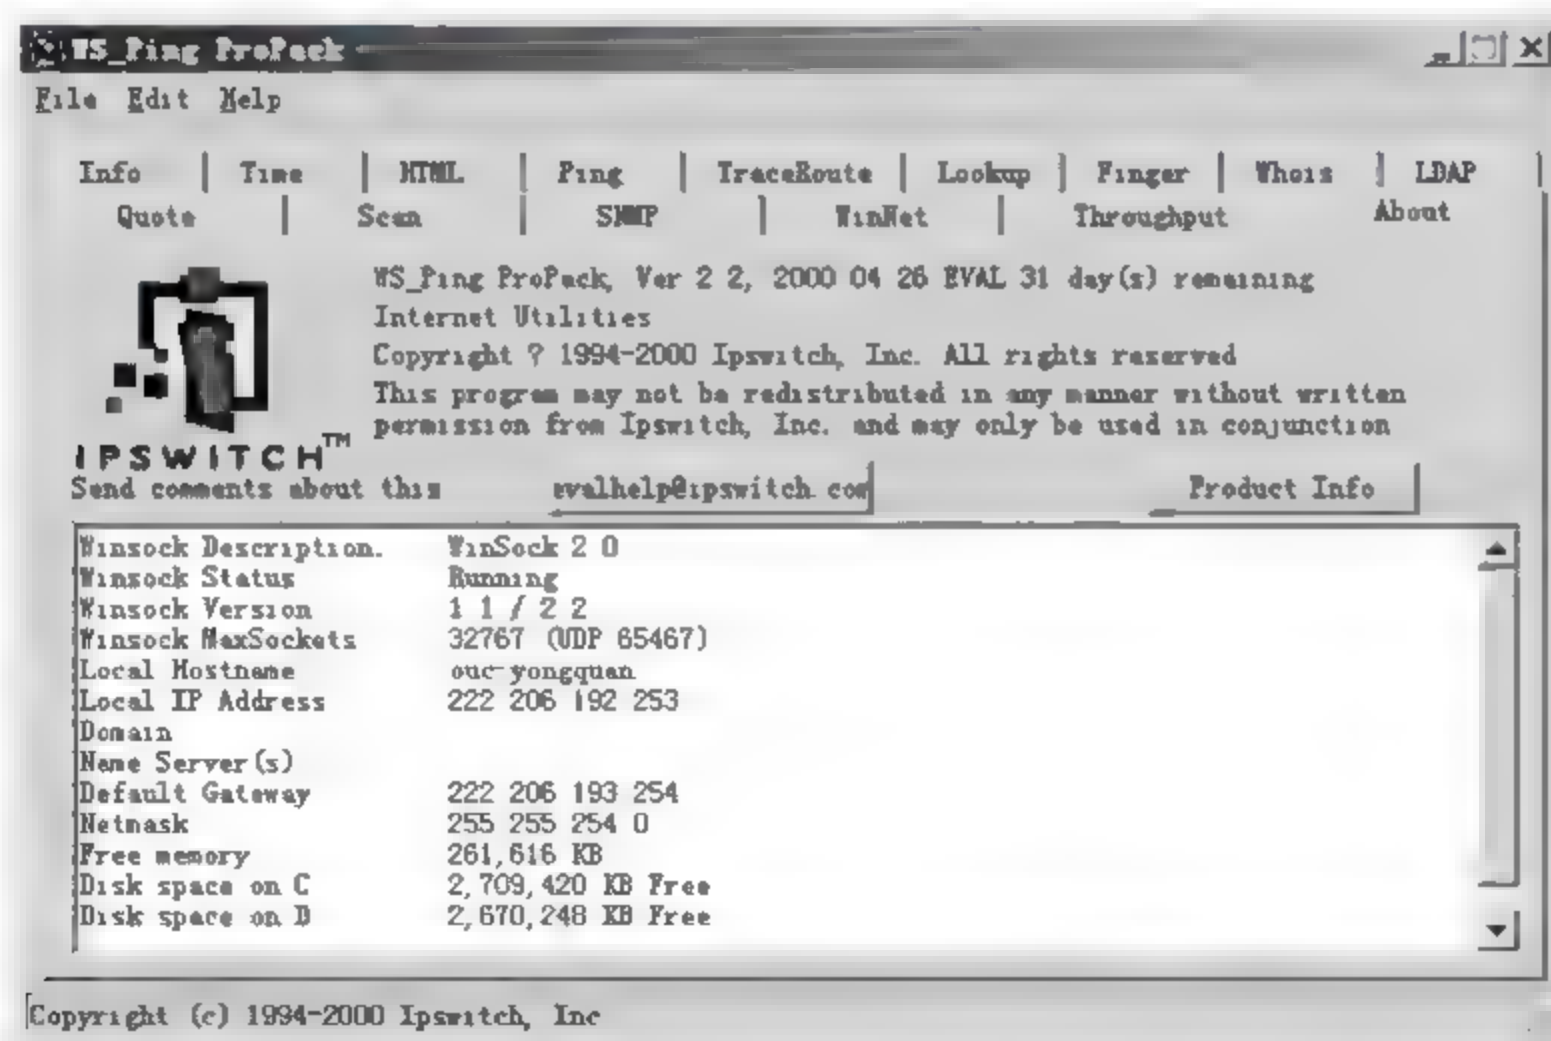 WS_Ping ProPack
File Edit Help
Info Time HTML Ping TraceRoute Lookup Finger Whois LDAP
Quote Scan SNMP WinNet Throughput About
WS_Ping ProPack, Ver 2 2, 2000 04 26 EVAL 31 day(s) remaining
Internet Utilities
Copyright ? 1994-2000 Ipswitch, Inc. All rights reserved
This program may not be redistributed in any manner without written
permission from Ipswitch, Inc. and may only be used in conjunction
IPSWITCH™
Send comments about this evalhelp@ipswitch.com Product Info
Winsock Description. WinSock 2 0
Winsock Status Running
Winsock Version 1 1 / 2 2
Winsock MaxSockets 32767 (UDP 65467)
Local Hostname ouc-yongquan
Local IP Address 222 206 192 253
Domain
Name Server(s)
Default Gateway 222 206 193 254
Netmask 255 255 254 0
Free memory 261,616 KB
Disk space on C 2,709,420 KB Free
Disk space on D 2,670,248 KB Free
Copyright (c) 1994-2000 Ipswitch, Inc